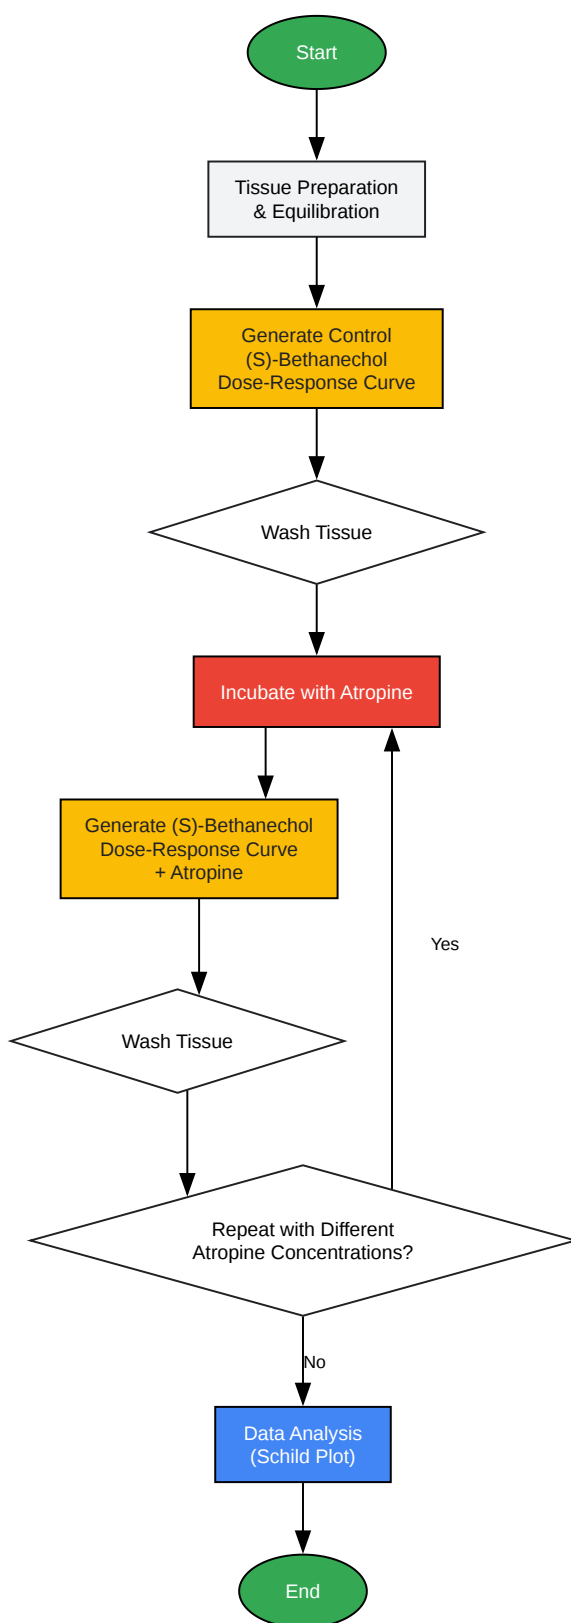 Start
Tissue Preparation
& Equilibration
Generate Control
(S)-Bethanechol
Dose-Response Curve
Wash Tissue
Incubate with Atropine
Generate (S)-Bethanechol
Dose-Response Curve
+ Atropine
Yes
Wash Tissue
Repeat with Different
Atropine Concentrations?
No
Data Analysis
(Schild Plot)
End